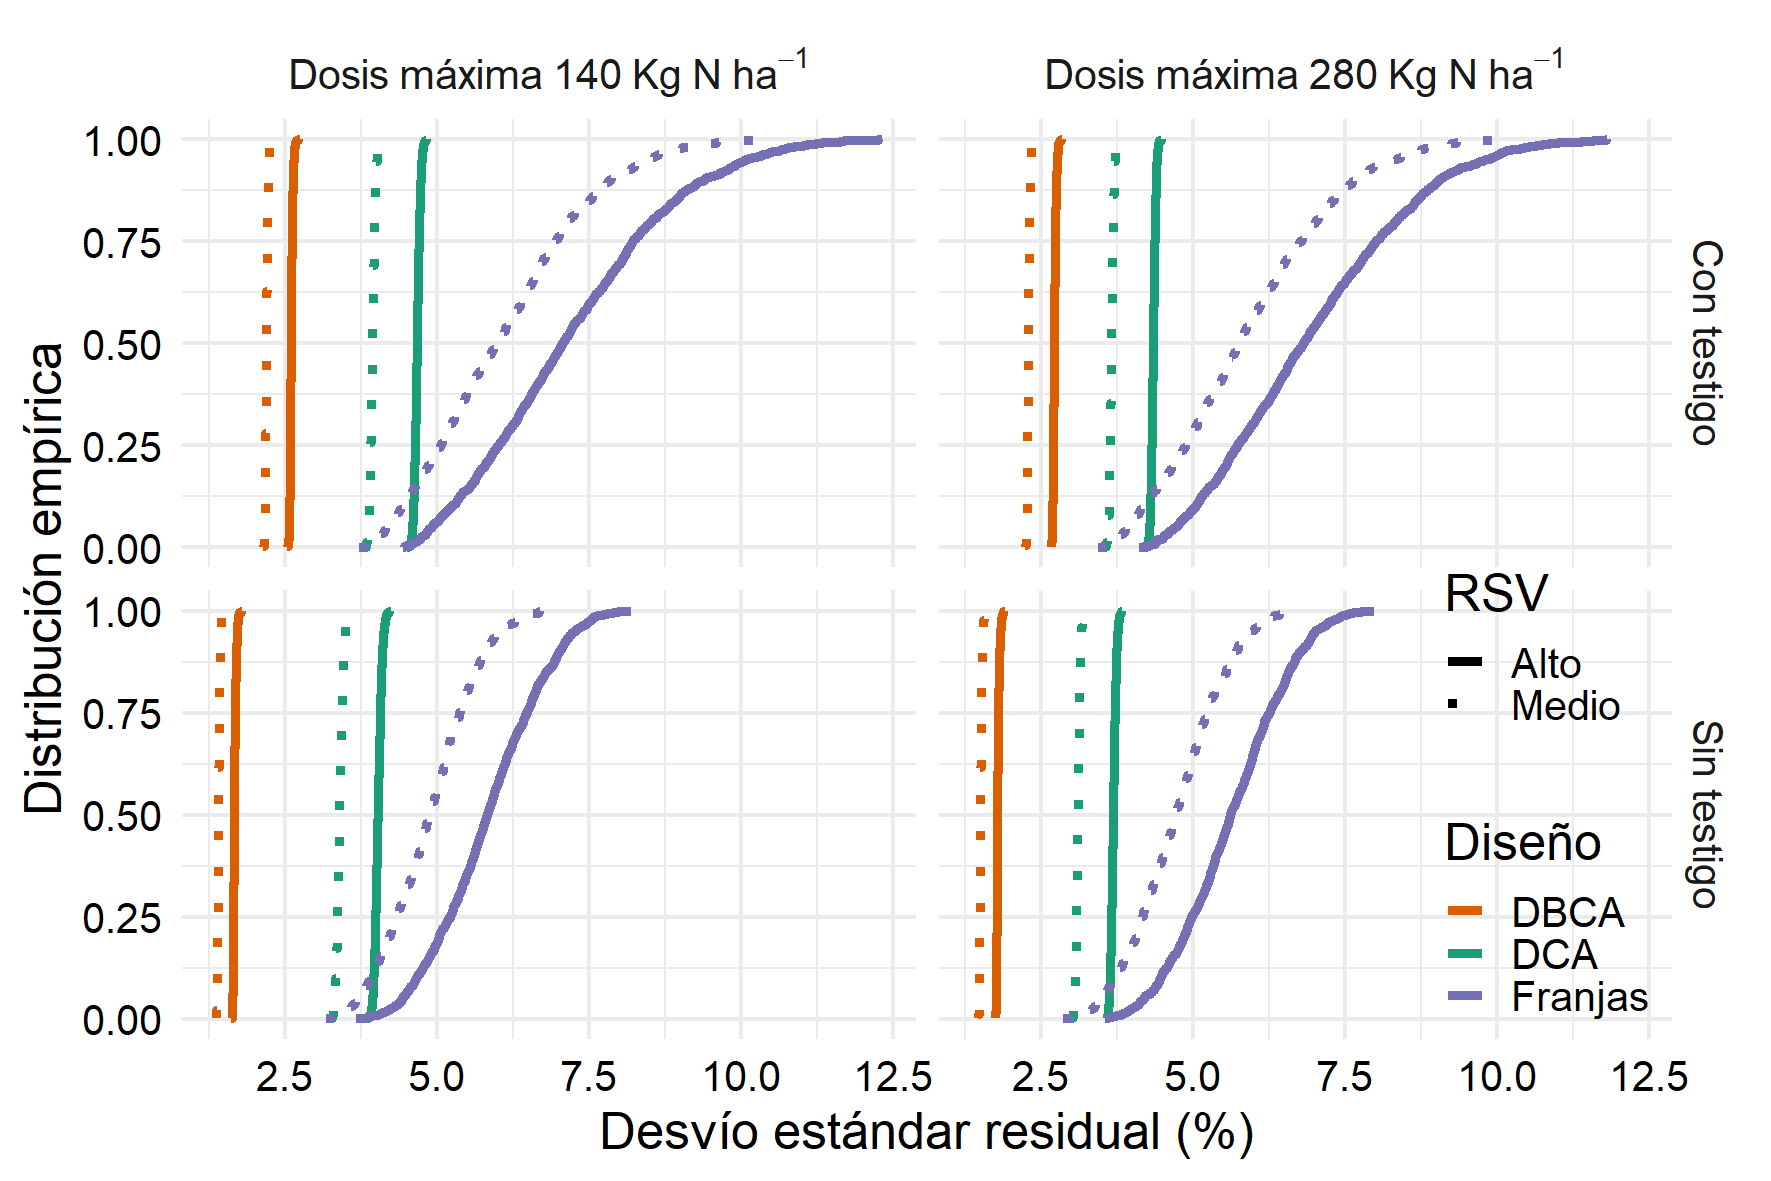 Dosis máxima 140 Kg N ha⁻¹
Dosis máxima 280 Kg N ha⁻¹
1.00
0.75
0.50
0.25
0.00
Con testigo
1.00
0.75
0.50
0.25
0.00
Sin testigo
Distribución empírica
RSV
Alto
Medio
Diseño
DBCA
DCA
Franjas
2.5 5.0 7.5 10.0 12.5
2.5 5.0 7.5 10.0 12.5
Desvío estándar residual (%)